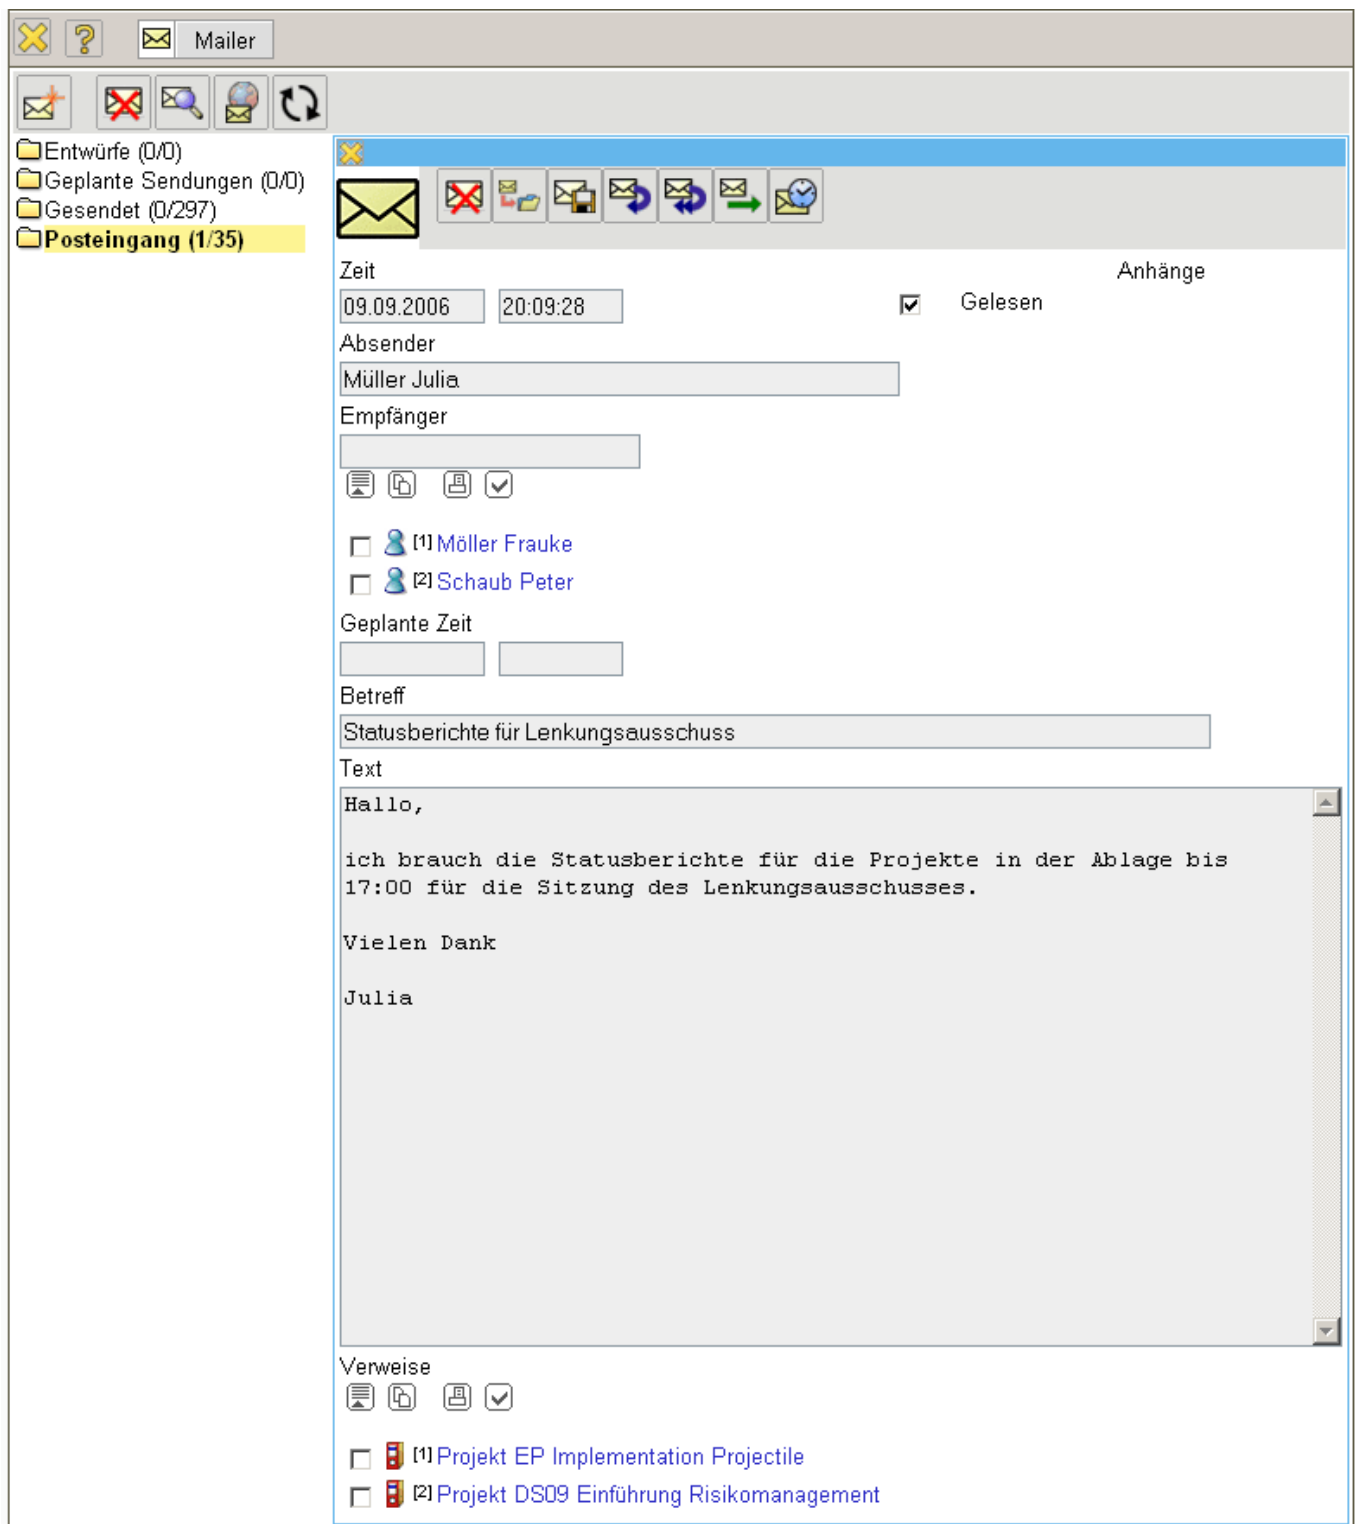 Mailer
Entwürfe (0/0)
Geplante Sendungen (0/0)
Gesendet (0/297)
Posteingang (1/35)
Zeit
Anhänge
09.09.2006 20:09:28
Gelesen
Absender
Müller Julia
Empfänger
[1] Möller Frauke
[2] Schaub Peter
Geplante Zeit
Betreff
Statusberichte für Lenkungsausschuss
Text
Hallo,
ich brauch die Statusberichte für die Projekte in der Ablage bis
17:00 für die Sitzung des Lenkungsausschusses.
Vielen Dank
Julia
Verweise
[1] Projekt EP Implementation Projectile
[2] Projekt DS09 Einführung Risikomanagement